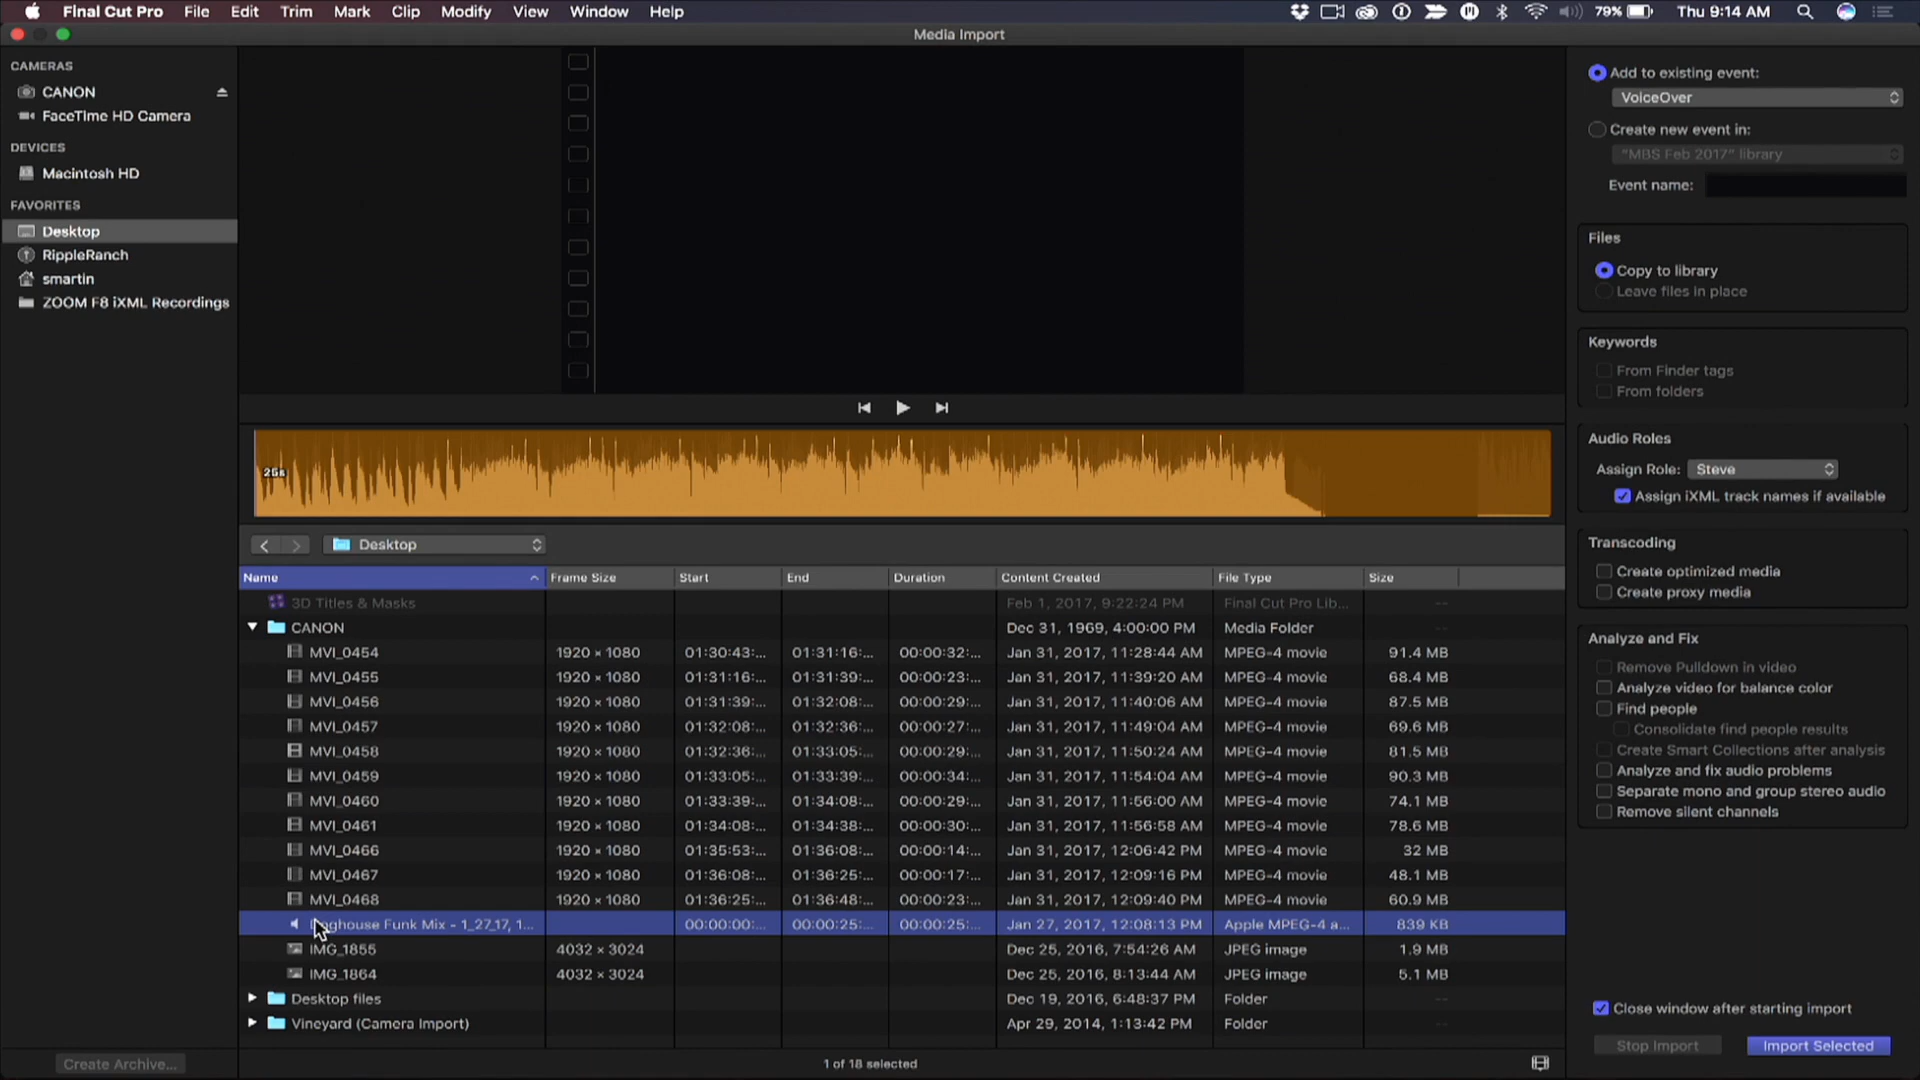 Final Cut Pro File Edit Trim Mark Clip Modify View Window Help 79% Thu 9:14 AM
Media Import
CAMERAS
CANON
FaceTime HD Camera
DEVICES
Macintosh HD
FAVORITES
Desktop
RippleRanch
smartin
ZOOM F8 iXML Recordings
Create Archive...
25s
Desktop
Name Frame Size Start End Duration Content Created File Type Size
3D Titles & Masks Feb 1, 2017, 9:22:24 PM Final Cut Pro Lib... --
CANON Dec 31, 1969, 4:00:00 PM Media Folder --
MVI_0454 1920 × 1080 01:30:43:... 01:31:16:... 00:00:32:... Jan 31, 2017, 11:28:44 AM MPEG-4 movie 91.4 MB
MVI_0455 1920 × 1080 01:31:16:... 01:31:39:... 00:00:23:... Jan 31, 2017, 11:39:20 AM MPEG-4 movie 68.4 MB
MVI_0456 1920 × 1080 01:31:39:... 01:32:08:... 00:00:29:... Jan 31, 2017, 11:40:06 AM MPEG-4 movie 87.5 MB
MVI_0457 1920 × 1080 01:32:08:... 01:32:36:... 00:00:27:... Jan 31, 2017, 11:49:04 AM MPEG-4 movie 69.6 MB
MVI_0458 1920 × 1080 01:32:36:... 01:33:05:... 00:00:29:... Jan 31, 2017, 11:50:24 AM MPEG-4 movie 81.5 MB
MVI_0459 1920 × 1080 01:33:05:... 01:33:39:... 00:00:34:... Jan 31, 2017, 11:54:04 AM MPEG-4 movie 90.3 MB
MVI_0460 1920 × 1080 01:33:39:... 01:34:08:... 00:00:29:... Jan 31, 2017, 11:56:00 AM MPEG-4 movie 74.1 MB
MVI_0461 1920 × 1080 01:34:08:... 01:34:38:... 00:00:30:... Jan 31, 2017, 11:56:58 AM MPEG-4 movie 78.6 MB
MVI_0466 1920 × 1080 01:35:53:... 01:36:08:... 00:00:14:... Jan 31, 2017, 12:06:42 PM MPEG-4 movie 32 MB
MVI_0467 1920 × 1080 01:36:08:... 01:36:25:... 00:00:17:... Jan 31, 2017, 12:09:16 PM MPEG-4 movie 48.1 MB
MVI_0468 1920 × 1080 01:36:25:... 01:36:48:... 00:00:23:... Jan 31, 2017, 12:09:40 PM MPEG-4 movie 60.9 MB
Doghouse Funk Mix - 1_27_17, 1... 00:00:00:... 00:00:25:... 00:00:25:... Jan 27, 2017, 12:08:13 PM Apple MPEG-4 a... 839 KB
IMG_1855 4032 × 3024 Dec 25, 2016, 7:54:26 AM JPEG image 1.9 MB
IMG_1864 4032 × 3024 Dec 25, 2016, 8:13:44 AM JPEG image 5.1 MB
Desktop files Dec 19, 2016, 6:48:37 PM Folder --
Vineyard (Camera Import) Apr 29, 2014, 1:13:42 PM Folder --
1 of 18 selected
Add to existing event:
VoiceOver
Create new event in:
"MBS Feb 2017" library
Event name:
Files
Copy to library
Leave files in place
Keywords
From Finder tags
From folders
Audio Roles
Assign Role: Steve
Assign iXML track names if available
Transcoding
Create optimized media
Create proxy media
Analyze and Fix
Remove Pulldown in video
Analyze video for balance color
Find people
Consolidate find people results
Create Smart Collections after analysis
Analyze and fix audio problems
Separate mono and group stereo audio
Remove silent channels
Close window after starting import
Stop Import Import Selected